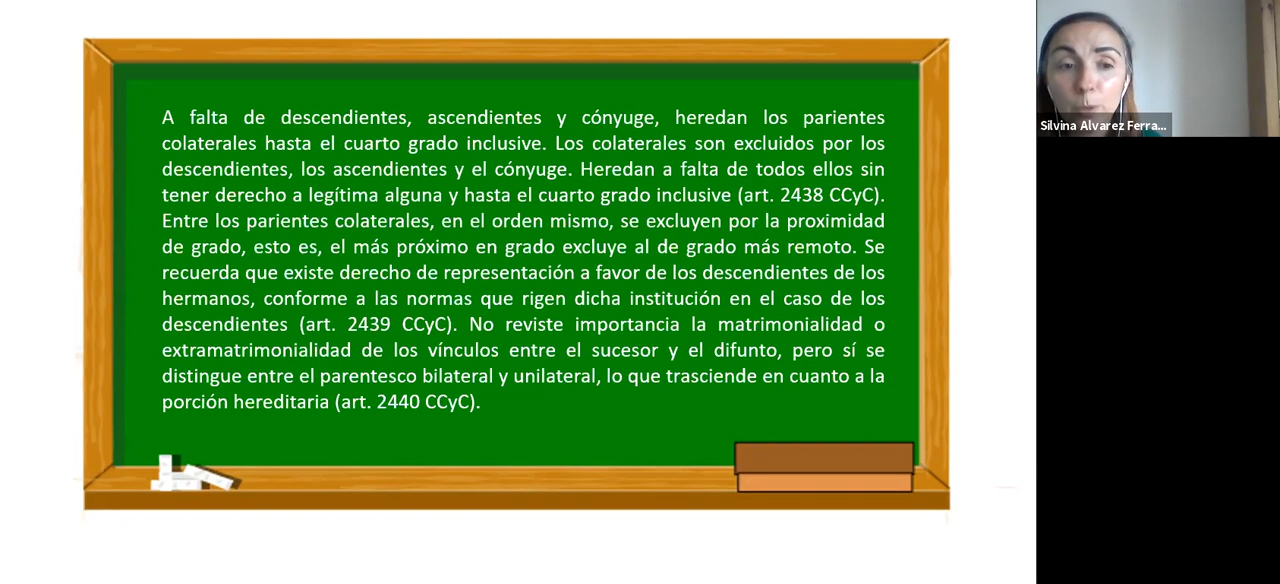 A falta de descendientes, ascendientes y cónyuge, heredan los parientes
colaterales hasta el cuarto grado inclusive. Los colaterales son excluidos por los
descendientes, los ascendientes y el cónyuge. Heredan a falta de todos ellos sin
tener derecho a legítima alguna y hasta el cuarto grado inclusive (art. 2438 CCyC).
Entre los parientes colaterales, en el orden mismo, se excluyen por la proximidad
de grado, esto es, el más próximo en grado excluye al de grado más remoto. Se
recuerda que existe derecho de representación a favor de los descendientes de los
hermanos, conforme a las normas que rigen dicha institución en el caso de los
descendientes (art. 2439 CCyC). No reviste importancia la matrimonialidad o
extramatrimonialidad de los vínculos entre el sucesor y el difunto, pero sí se
distingue entre el parentesco bilateral y unilateral, lo que trasciende en cuanto a la
porción hereditaria (art. 2440 CCyC).
Silvina Alvarez Ferra...